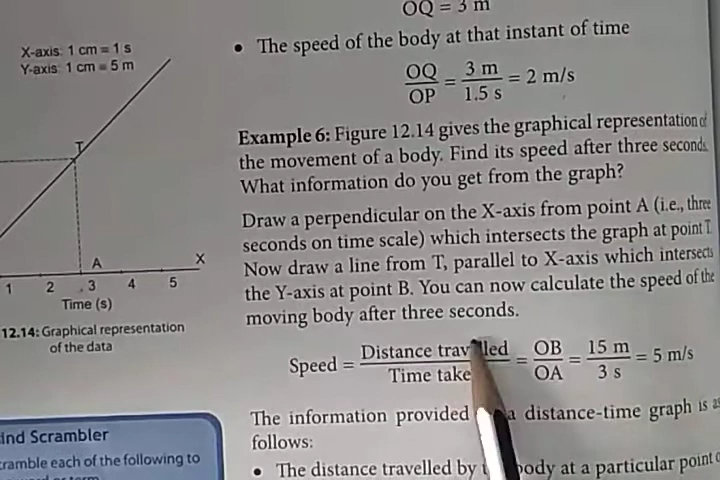 OQ = 3 m
• The speed of the body at that instant of time
OQ/OP = 3 m/1.5 s = 2 m/s
Example 6: Figure 12.14 gives the graphical representation of
the movement of a body. Find its speed after three seconds.
What information do you get from the graph?
Draw a perpendicular on the X-axis from point A (i.e., three
seconds on time scale) which intersects the graph at point T.
Now draw a line from T, parallel to X-axis which intersects
the Y-axis at point B. You can now calculate the speed of the
moving body after three seconds.
Speed = Distance trav lled/Time take = OB/OA = 15 m/3 s = 5 m/s
The information provided a distance-time graph is as
follows:
• The distance travelled by body at a particular point
X-axis: 1 cm = 1 s
Y-axis: 1 cm = 5 m
T
A
X
1 2 3 4 5
Time (s)
12.14: Graphical representation
of the data
ind Scrambler
cramble each of the following to